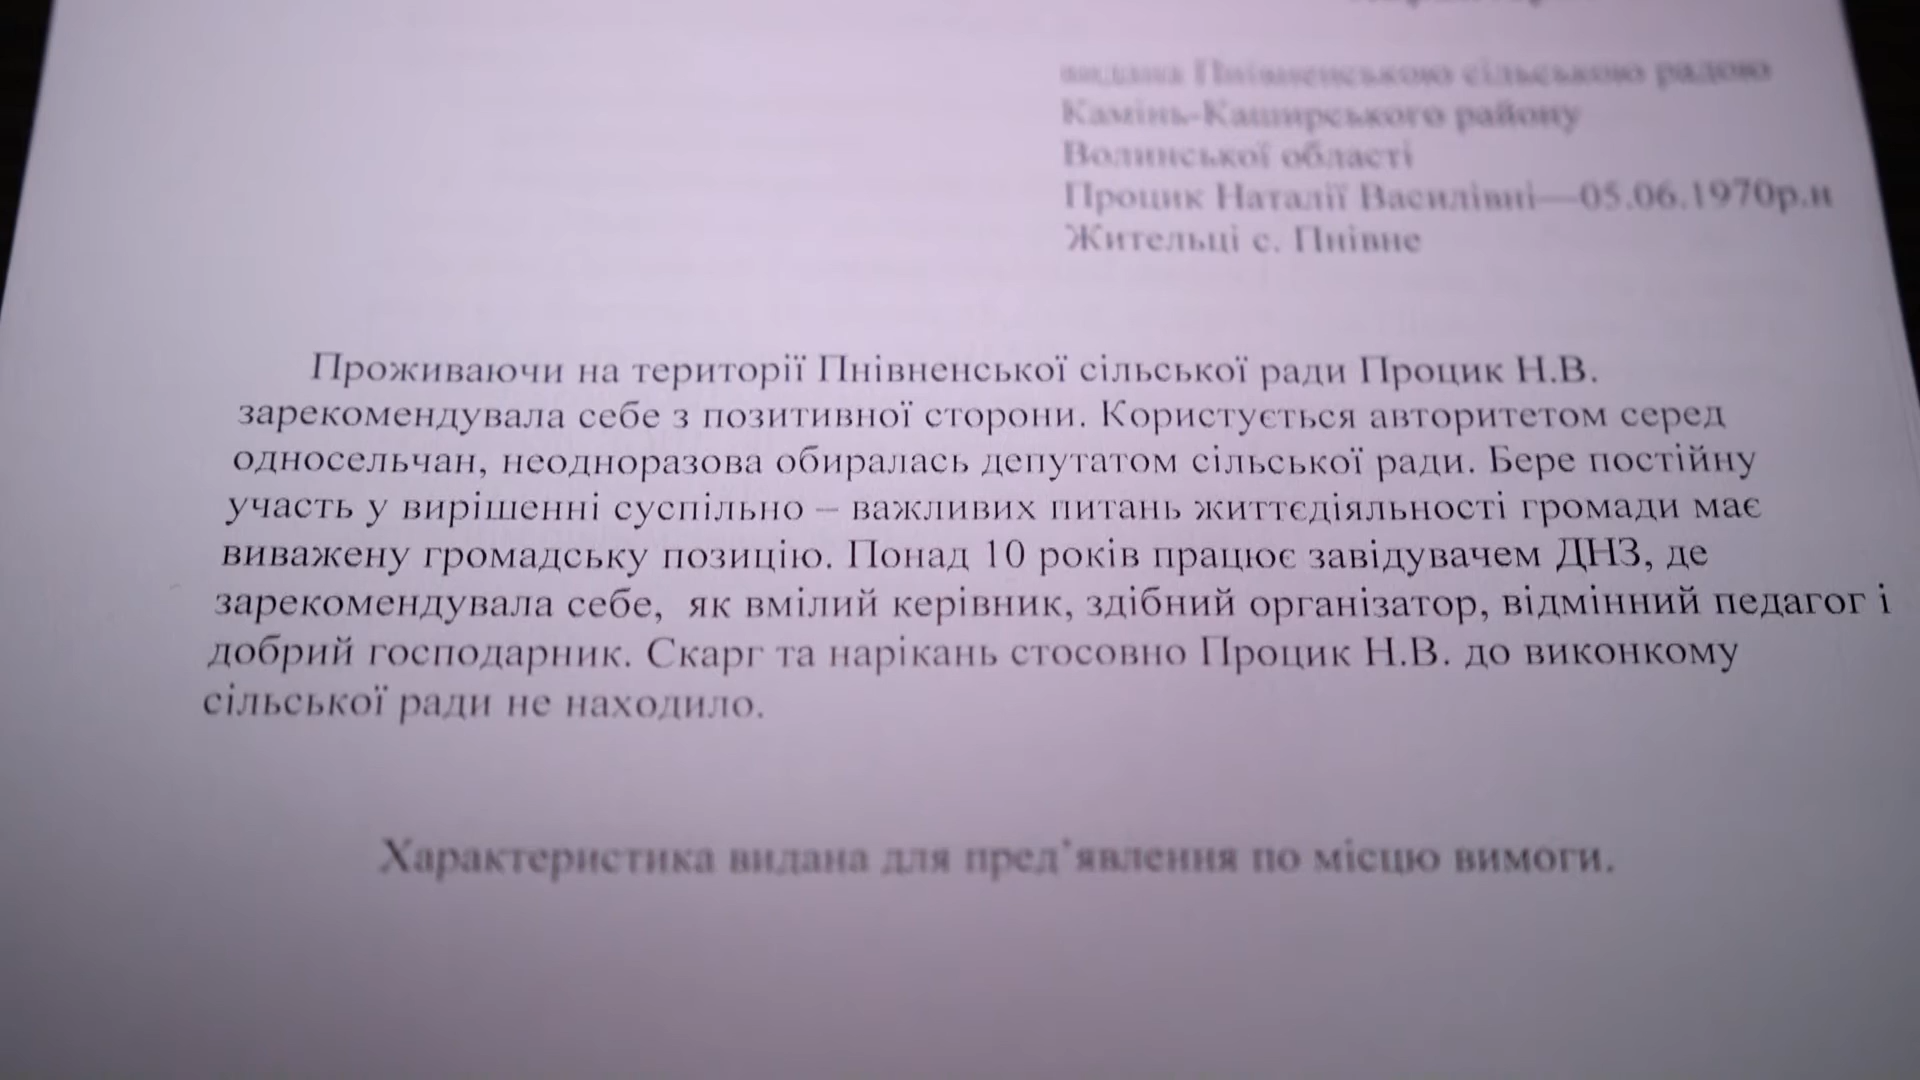 видана Пнівненською сільською радою
Камінь-Каширського району
Волинської області
Процик Наталії Василівні—05.06.1970р.н
Жительці с. Пнівне
Проживаючи на території Пнівненської сільської ради Процик Н.В.
зарекомендувала себе з позитивної сторони. Користується авторитетом серед
односельчан, неодноразова обиралась депутатом сільської ради. Бере постійну
участь у вирішенні суспільно – важливих питань життєдіяльності громади має
виважену громадську позицію. Понад 10 років працює завідувачем ДНЗ, де
зарекомендувала себе, як вмілий керівник, здібний організатор, відмінний педагог і
добрий господарник. Скарг та нарікань стосовно Процик Н.В. до виконкому
сільської ради не находило.
Характеристика видана для пред'явлення по місцю вимоги.